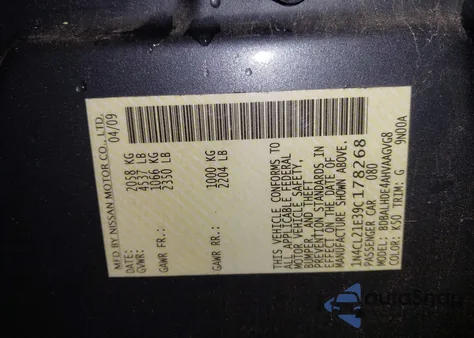 MFD BY NISSAN MOTOR CO., LTD.
DATE: 04/09
GVWR: 2058 KG
4537 LB
GAWR FR: 1066 KG
2350 LB
GAWR RR: 1000 KG
2204 LB
THIS VEHICLE CONFORMS TO
ALL APPLICABLE FEDERAL
MOTOR VEHICLE SAFETY,
BUMPER, AND THEFT
PREVENTION STANDARDS IN
EFFECT ON THE DATE OF
MANUFACTURE SHOWN ABOVE.
1N4CL21E39C178268
PASSENGER CAR 080
MODEL: BDBALHDE4AHVAAGVG8
COLOR: K50 TRIM: G 9N00A
AutoSnap